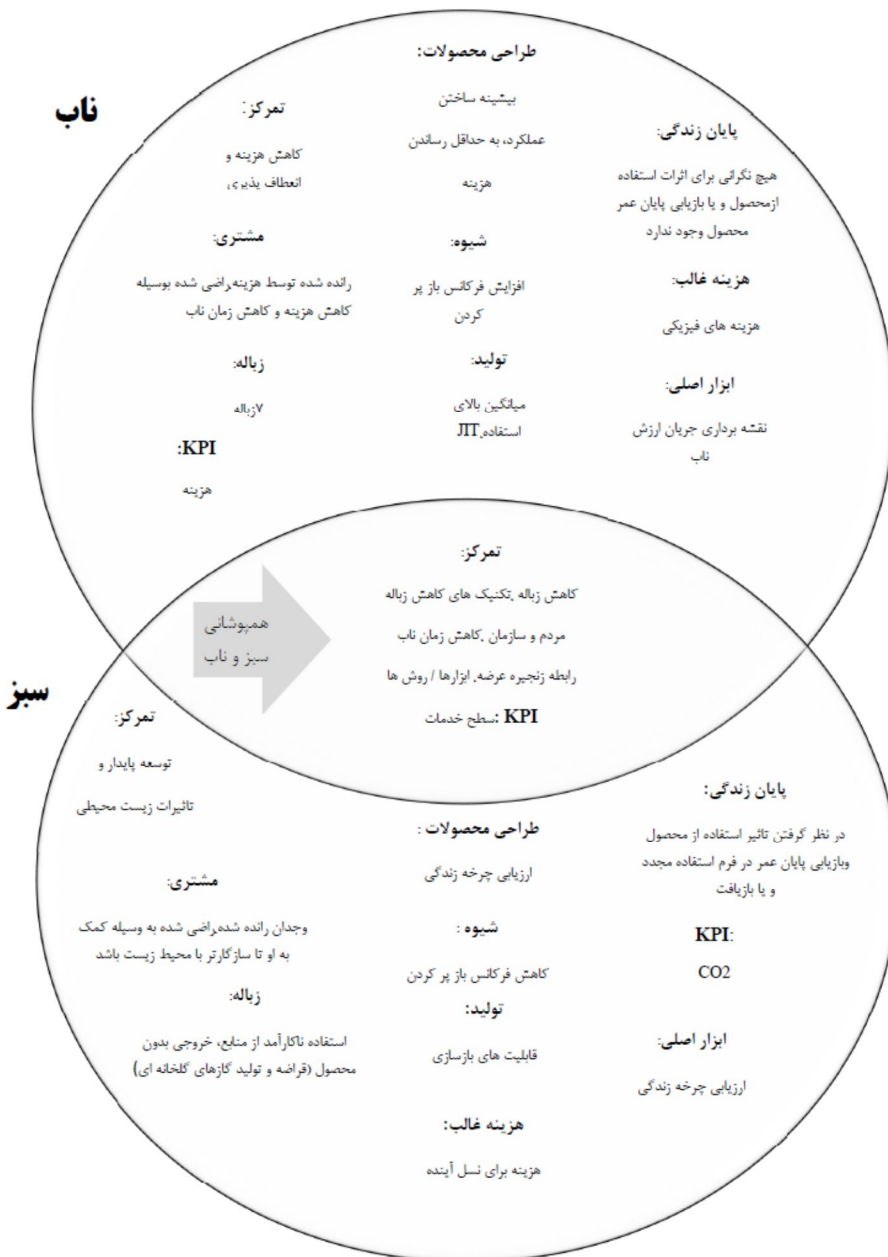 ناب
طراحی محصولات:
بیشینه ساختن
عملکرد، به حداقل رساندن
هزینه
شیوه:
افزایش فرکانس باز پر
کردن
تولید:
میانگین بالای
استفاده,JIT
پایان زندگی:
هیچ نگرانی برای اثرات استفاده
ازمحصول و یا بازیابی پایان عمر
محصول وجود ندارد
هزینه غالب:
هزینه های فیزیکی
ابزار اصلی:
نقشه برداری جریان ارزش
ناب
تمرکز:
کاهش هزینه و
انعطاف پذیری
مشتری:
رانده شده توسط هزینه,راضی شده بوسیله
کاهش هزینه و کاهش زمان ناب
زباله:
۷زباله
KPI:
هزینه
تمرکز:
کاهش زباله ,تکنیک های کاهش زباله
مردم و سازمان ,کاهش زمان ناب
رابطه زنجیره عرضه, ابزارها / روش ها
KPI :سطح خدمات
همپوشانی
سبز و ناب
سبز
تمرکز:
توسعه پایدار و
تاثیرات زیست محیطی
پایان زندگی:
در نظر گرفتن تاثیر استفاده از محصول
وبازیابی پایان عمر در فرم استفاده مجدد
و یا بازیافت
KPI:
CO2
ابزار اصلی:
ارزیابی چرخه زندگی
طراحی محصولات :
ارزیابی چرخه زندگی
شیوه :
کاهش فرکانس باز پر کردن
تولید:
قابلیت های بازسازی
هزینه غالب:
هزینه برای نسل آینده
مشتری:
وجدان رانده شده,راضی شده به وسیله کمک
به او تا سازگارتر با محیط زیست باشد
زباله:
استفاده ناکارآمد از منابع، خروجی بدون
محصول (قراضه و تولید گازهای گلخانه ای)